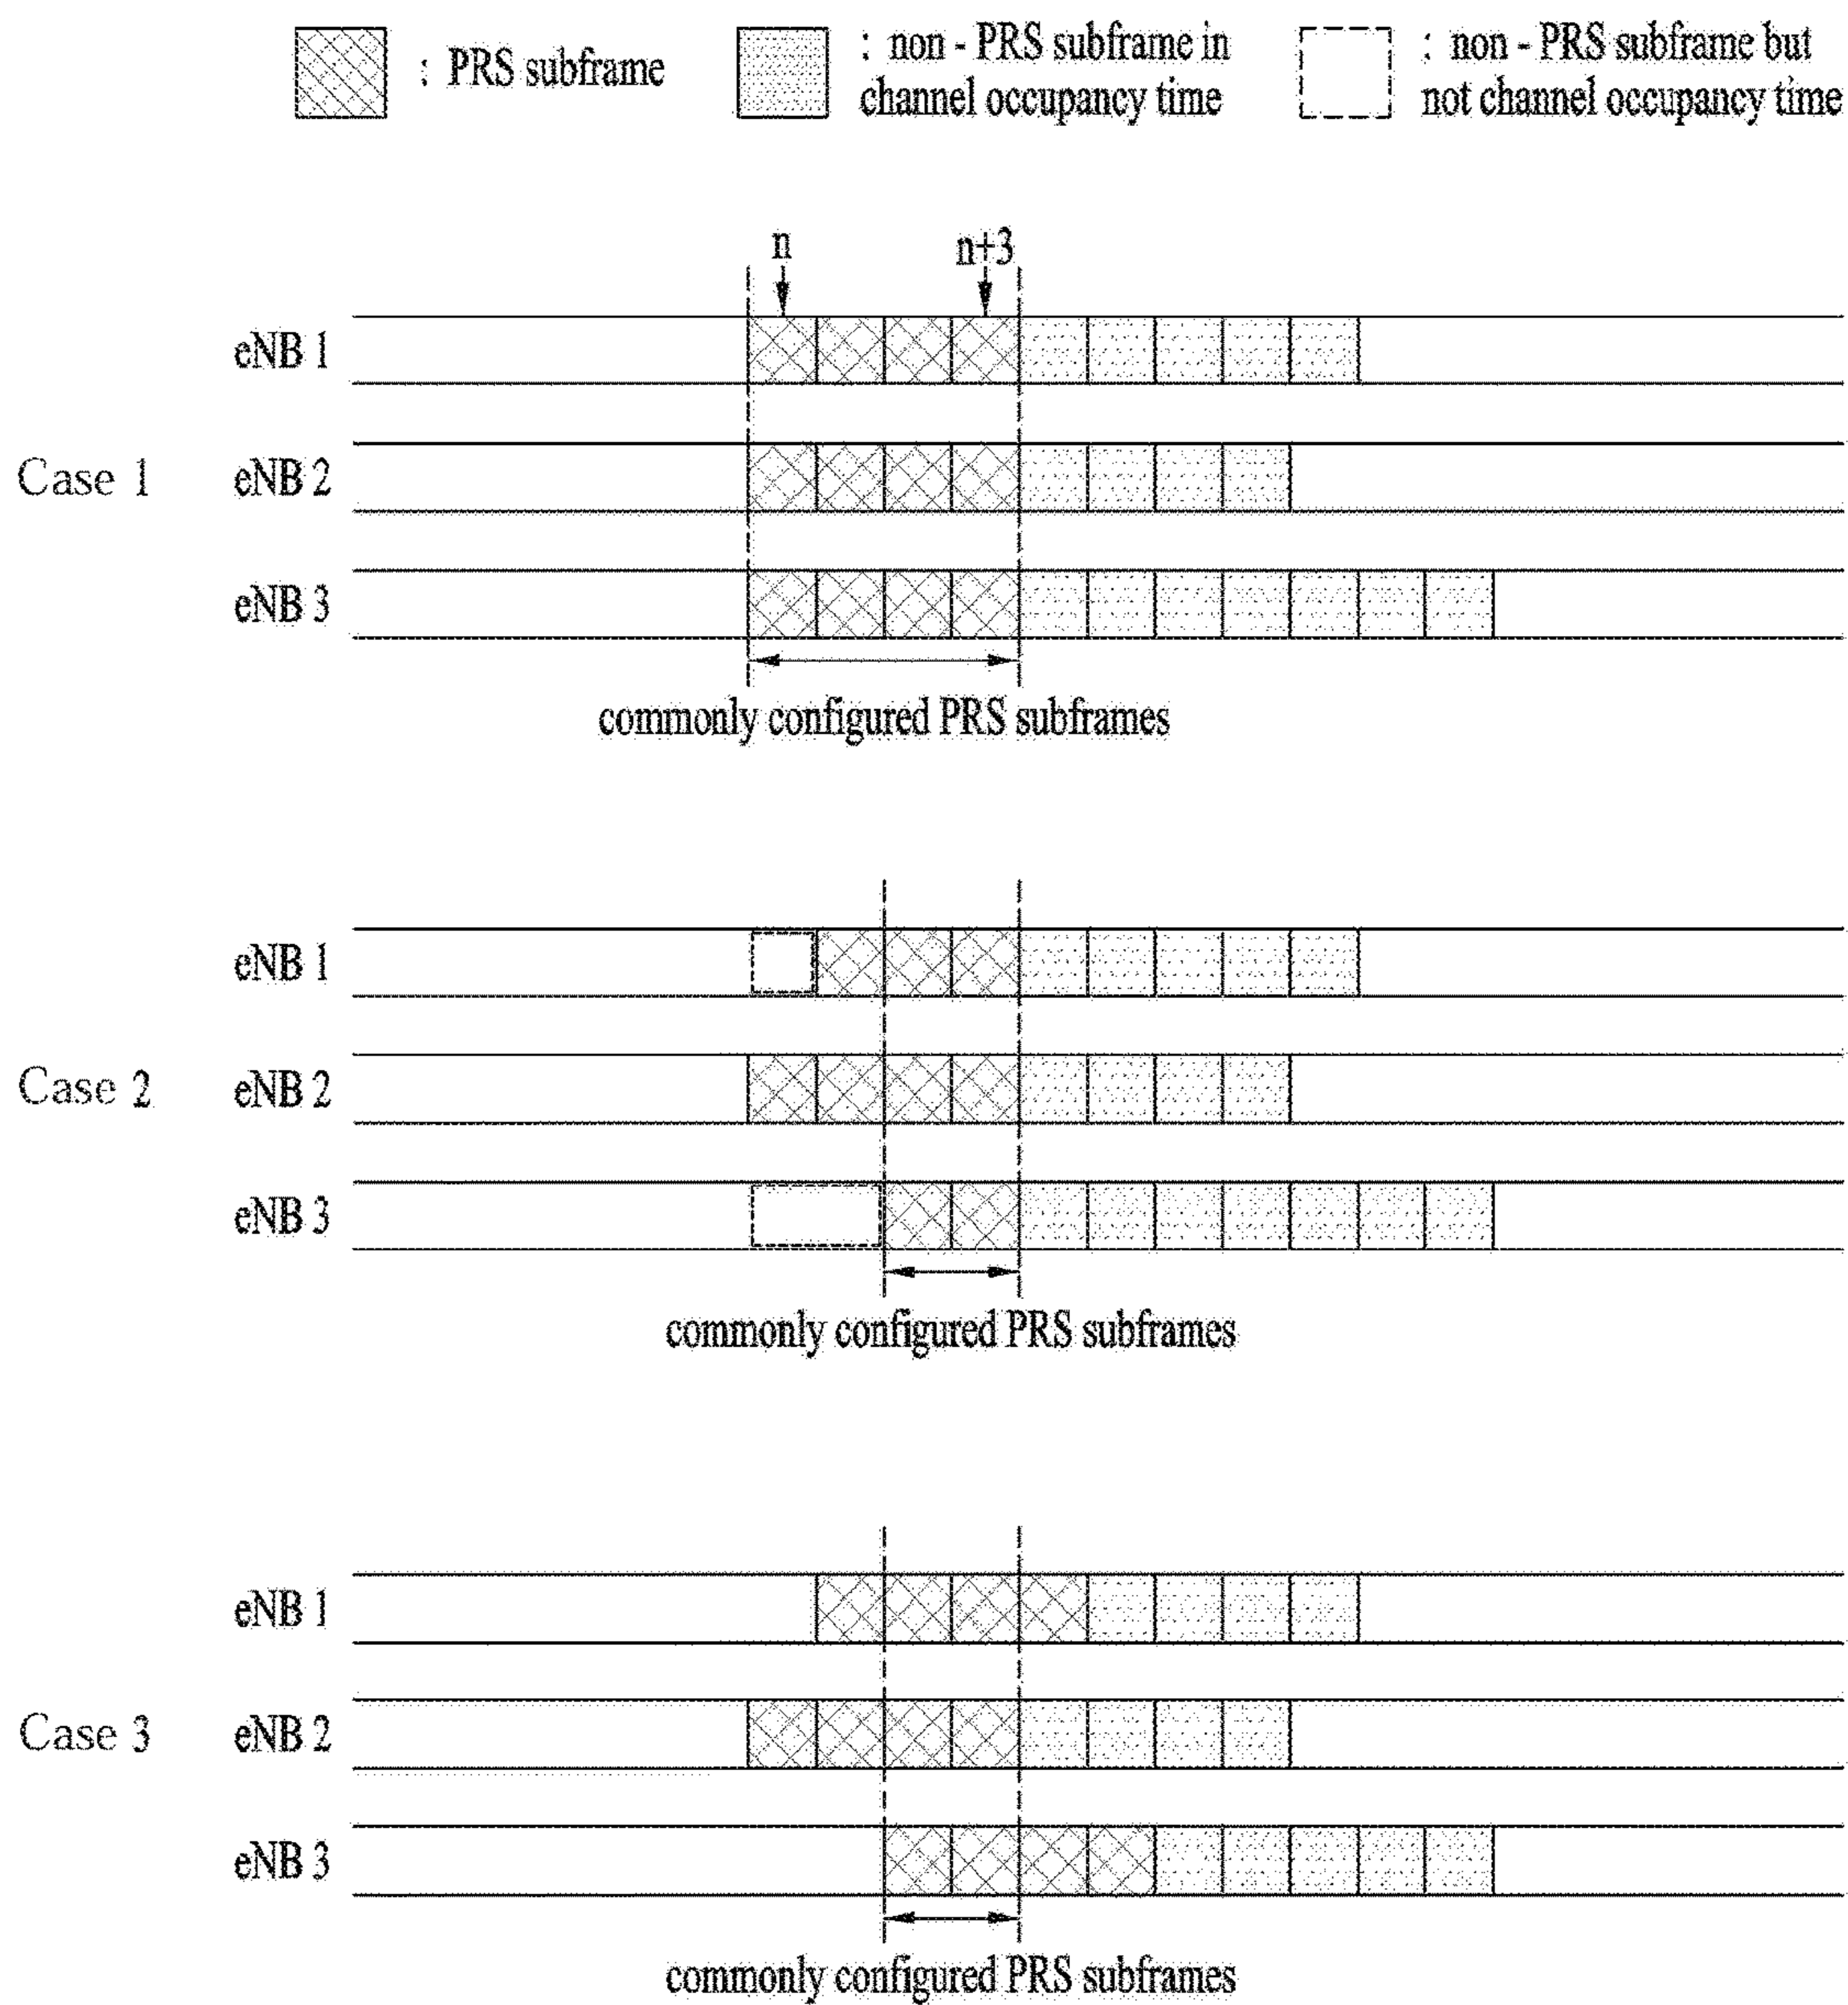 : PRS subframe
: non - PRS subframe in
channel occupancy time
: non - PRS subframe but
not channel occupancy time
n
n+3
eNB 1
Case 1
eNB 2
eNB 3
commonly configured PRS subframes
eNB 1
Case 2
eNB 2
eNB 3
commonly configured PRS subframes
eNB 1
Case 3
eNB 2
eNB 3
commonly configured PRS subframes